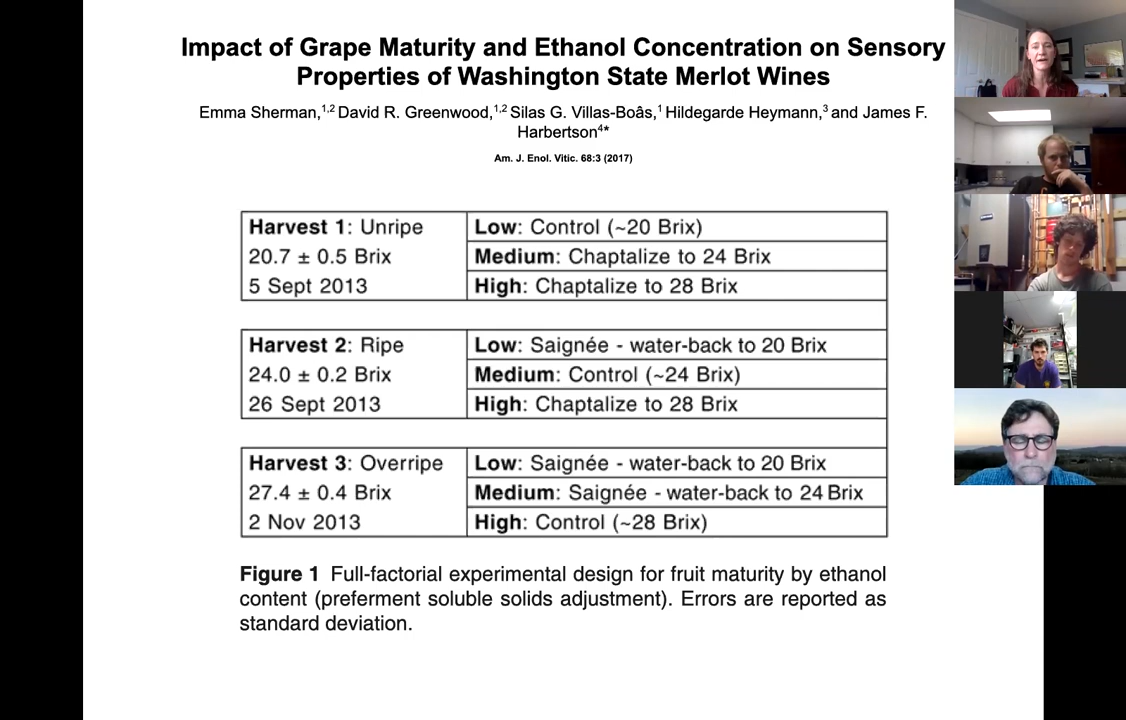 Impact of Grape Maturity and Ethanol Concentration on Sensory
Properties of Washington State Merlot Wines
Emma Sherman,1,2 David R. Greenwood,1,2 Silas G. Villas-Boâs,1 Hildegarde Heymann,3 and James F.
Harbertson4*
Am. J. Enol. Vitic. 68:3 (2017)
Harvest 1: Unripe
20.7 ± 0.5 Brix
5 Sept 2013
Low: Control (~20 Brix)
Medium: Chaptalize to 24 Brix
High: Chaptalize to 28 Brix
Harvest 2: Ripe
24.0 ± 0.2 Brix
26 Sept 2013
Low: Saignée - water-back to 20 Brix
Medium: Control (~24 Brix)
High: Chaptalize to 28 Brix
Harvest 3: Overripe
27.4 ± 0.4 Brix
2 Nov 2013
Low: Saignée - water-back to 20 Brix
Medium: Saignée - water-back to 24 Brix
High: Control (~28 Brix)
Figure 1 Full-factorial experimental design for fruit maturity by ethanol
content (preferment soluble solids adjustment). Errors are reported as
standard deviation.